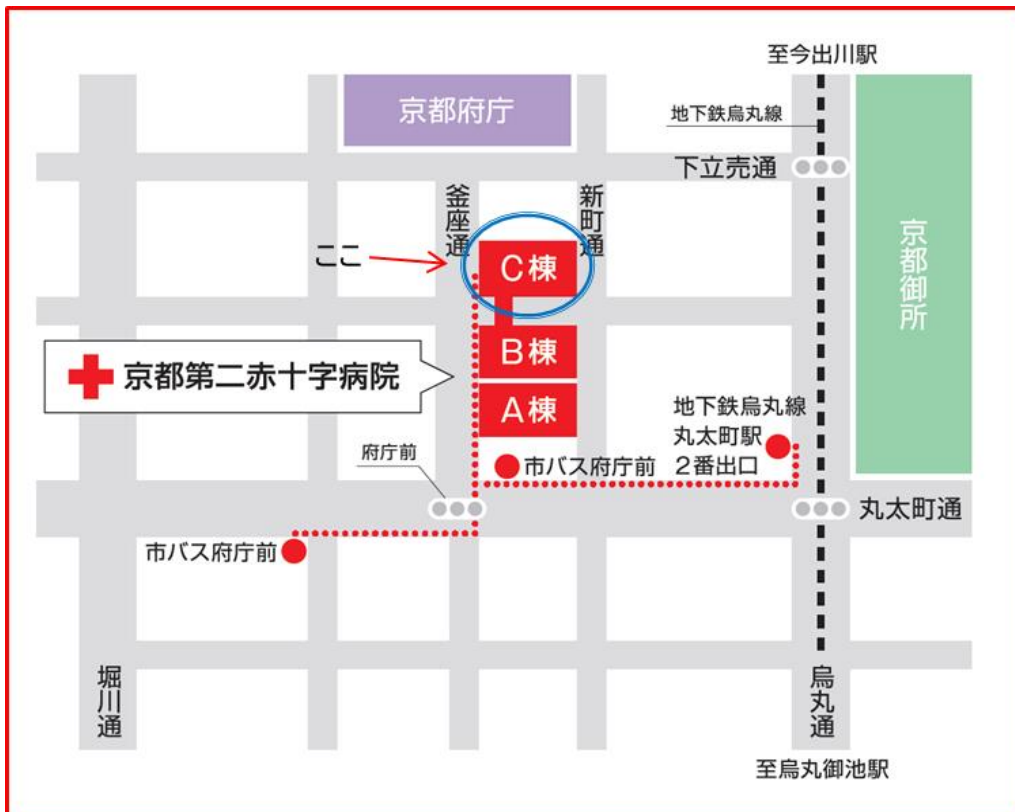 至今出川駅
京都府庁
地下鉄烏丸線
下立売通
釜座通
新町通
京都御所
ここ
C棟
B棟
京都第二赤十字病院
A棟
地下鉄烏丸線
丸太町駅
2番出口
府庁前
市バス府庁前
丸太町通
市バス府庁前
堀川通
烏丸通
至烏丸御池駅